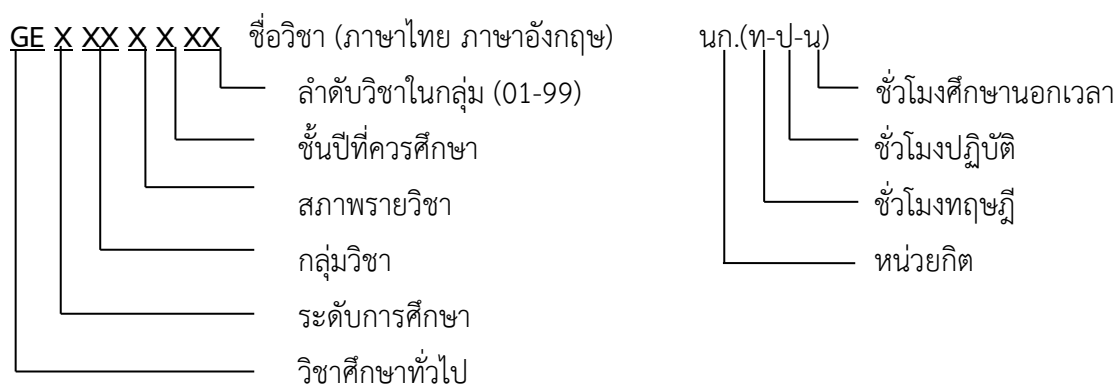 GE X XX X X XX ชื่อวิชา (ภาษาไทย ภาษาอังกฤษ) นก.(ท-ป-น)
ลำดับวิชาในกลุ่ม (01-99) ชั่วโมงศึกษานอกเวลา
ชั้นปีที่ควรศึกษา ชั่วโมงปฏิบัติ
สภาพรายวิชา ชั่วโมงทฤษฎี
กลุ่มวิชา หน่วยกิต
ระดับการศึกษา
วิชาศึกษาทั่วไป